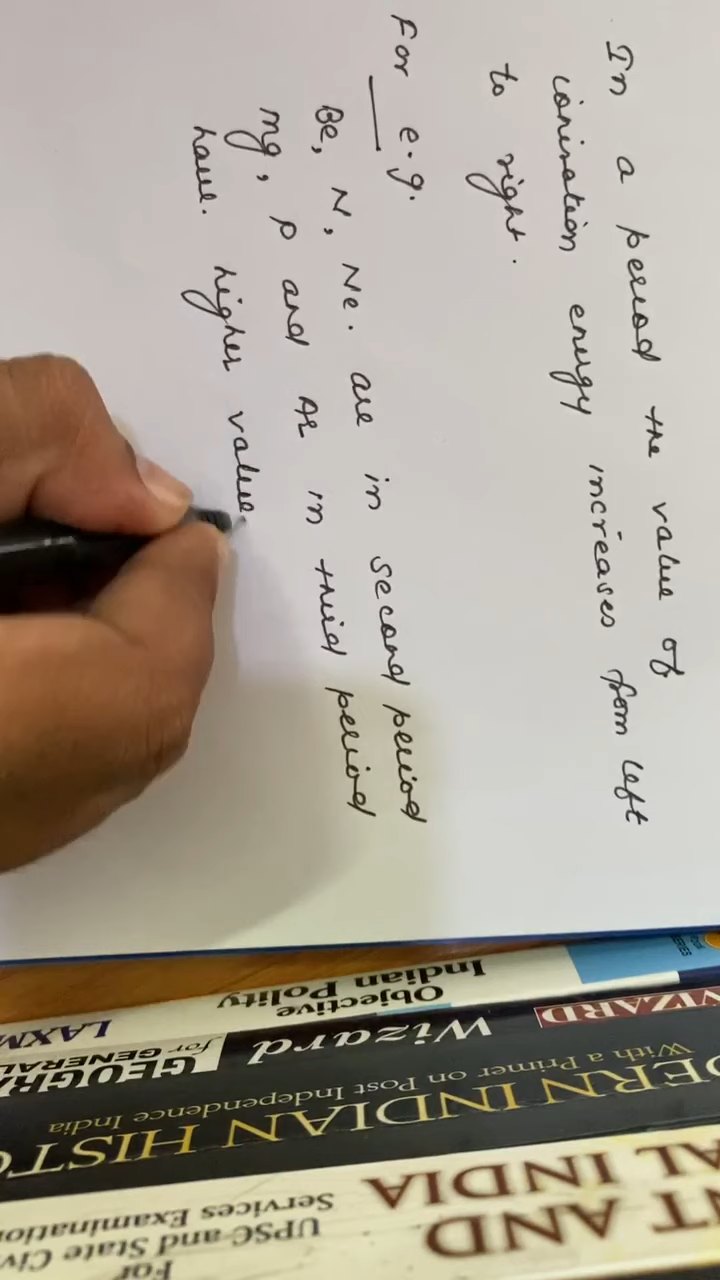 In a period the value of
ionisation energy increases from left
to right.
For e.g.
Be, N, Ne. are in second period
Mg, P and Ar in third period
have. higher value
SERIES
Objective
Indian Polity
LAXM
WIZARD
Wizard
for GENERAL
GEOGRA
With a Primer on Post Independence India
DERN INDIAN HISTO
NT AND
AL INDIA
For
UPSC and State Civ
Services Examination